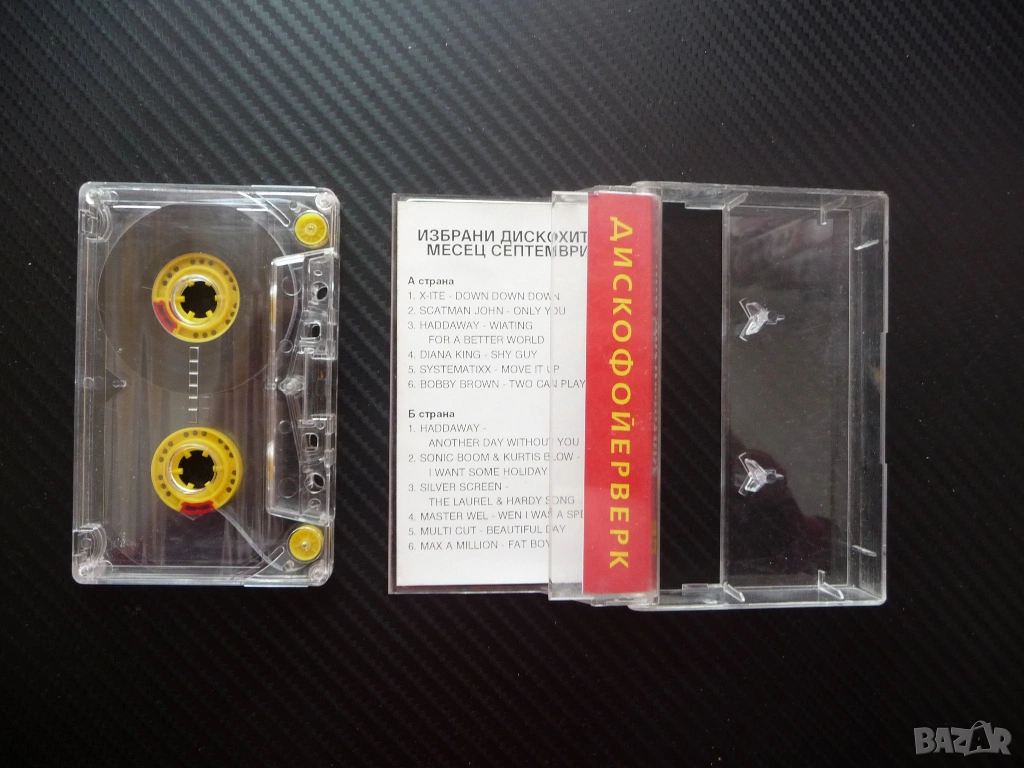 ИЗБРАНИ ДИСКОХИТ
МЕСЕЦ СЕПТЕМВРИ
А страна
1. X-ITE - DOWN DOWN DOWN
2. SCATMAN JOHN - ONLY YOU
3. HADDAWAY - WIATING
FOR A BETTER WORLD
4. DIANA KING - SHY GUY
5. SYSTEMATIXX - MOVE IT UP
6. BOBBY BROWN - TWO CAN PLAY
Б страна
1. HADDAWAY -
ANOTHER DAY WITHOUT YOU
2. SONIC BOOM & KURTIS BLOW -
I WANT SOME HOLIDAY
3. SILVER SCREEN -
THE LAUREL & HARDY SONG
4. MASTER WEL - WEN I WAS A SPE
5. MULTI CUT - BEAUTIFUL DAY
6. MAX A MILLION - FAT BOY
ДИСКОФОЙЕРВЕРК
BAZAR